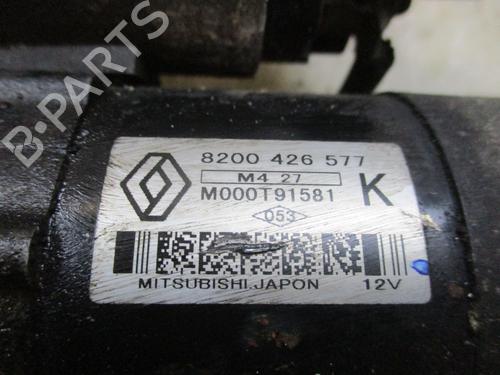 B-PARTS
8200 426 577
M4 27
M000T91581
K
053
MITSUBISHI JAPON 12V